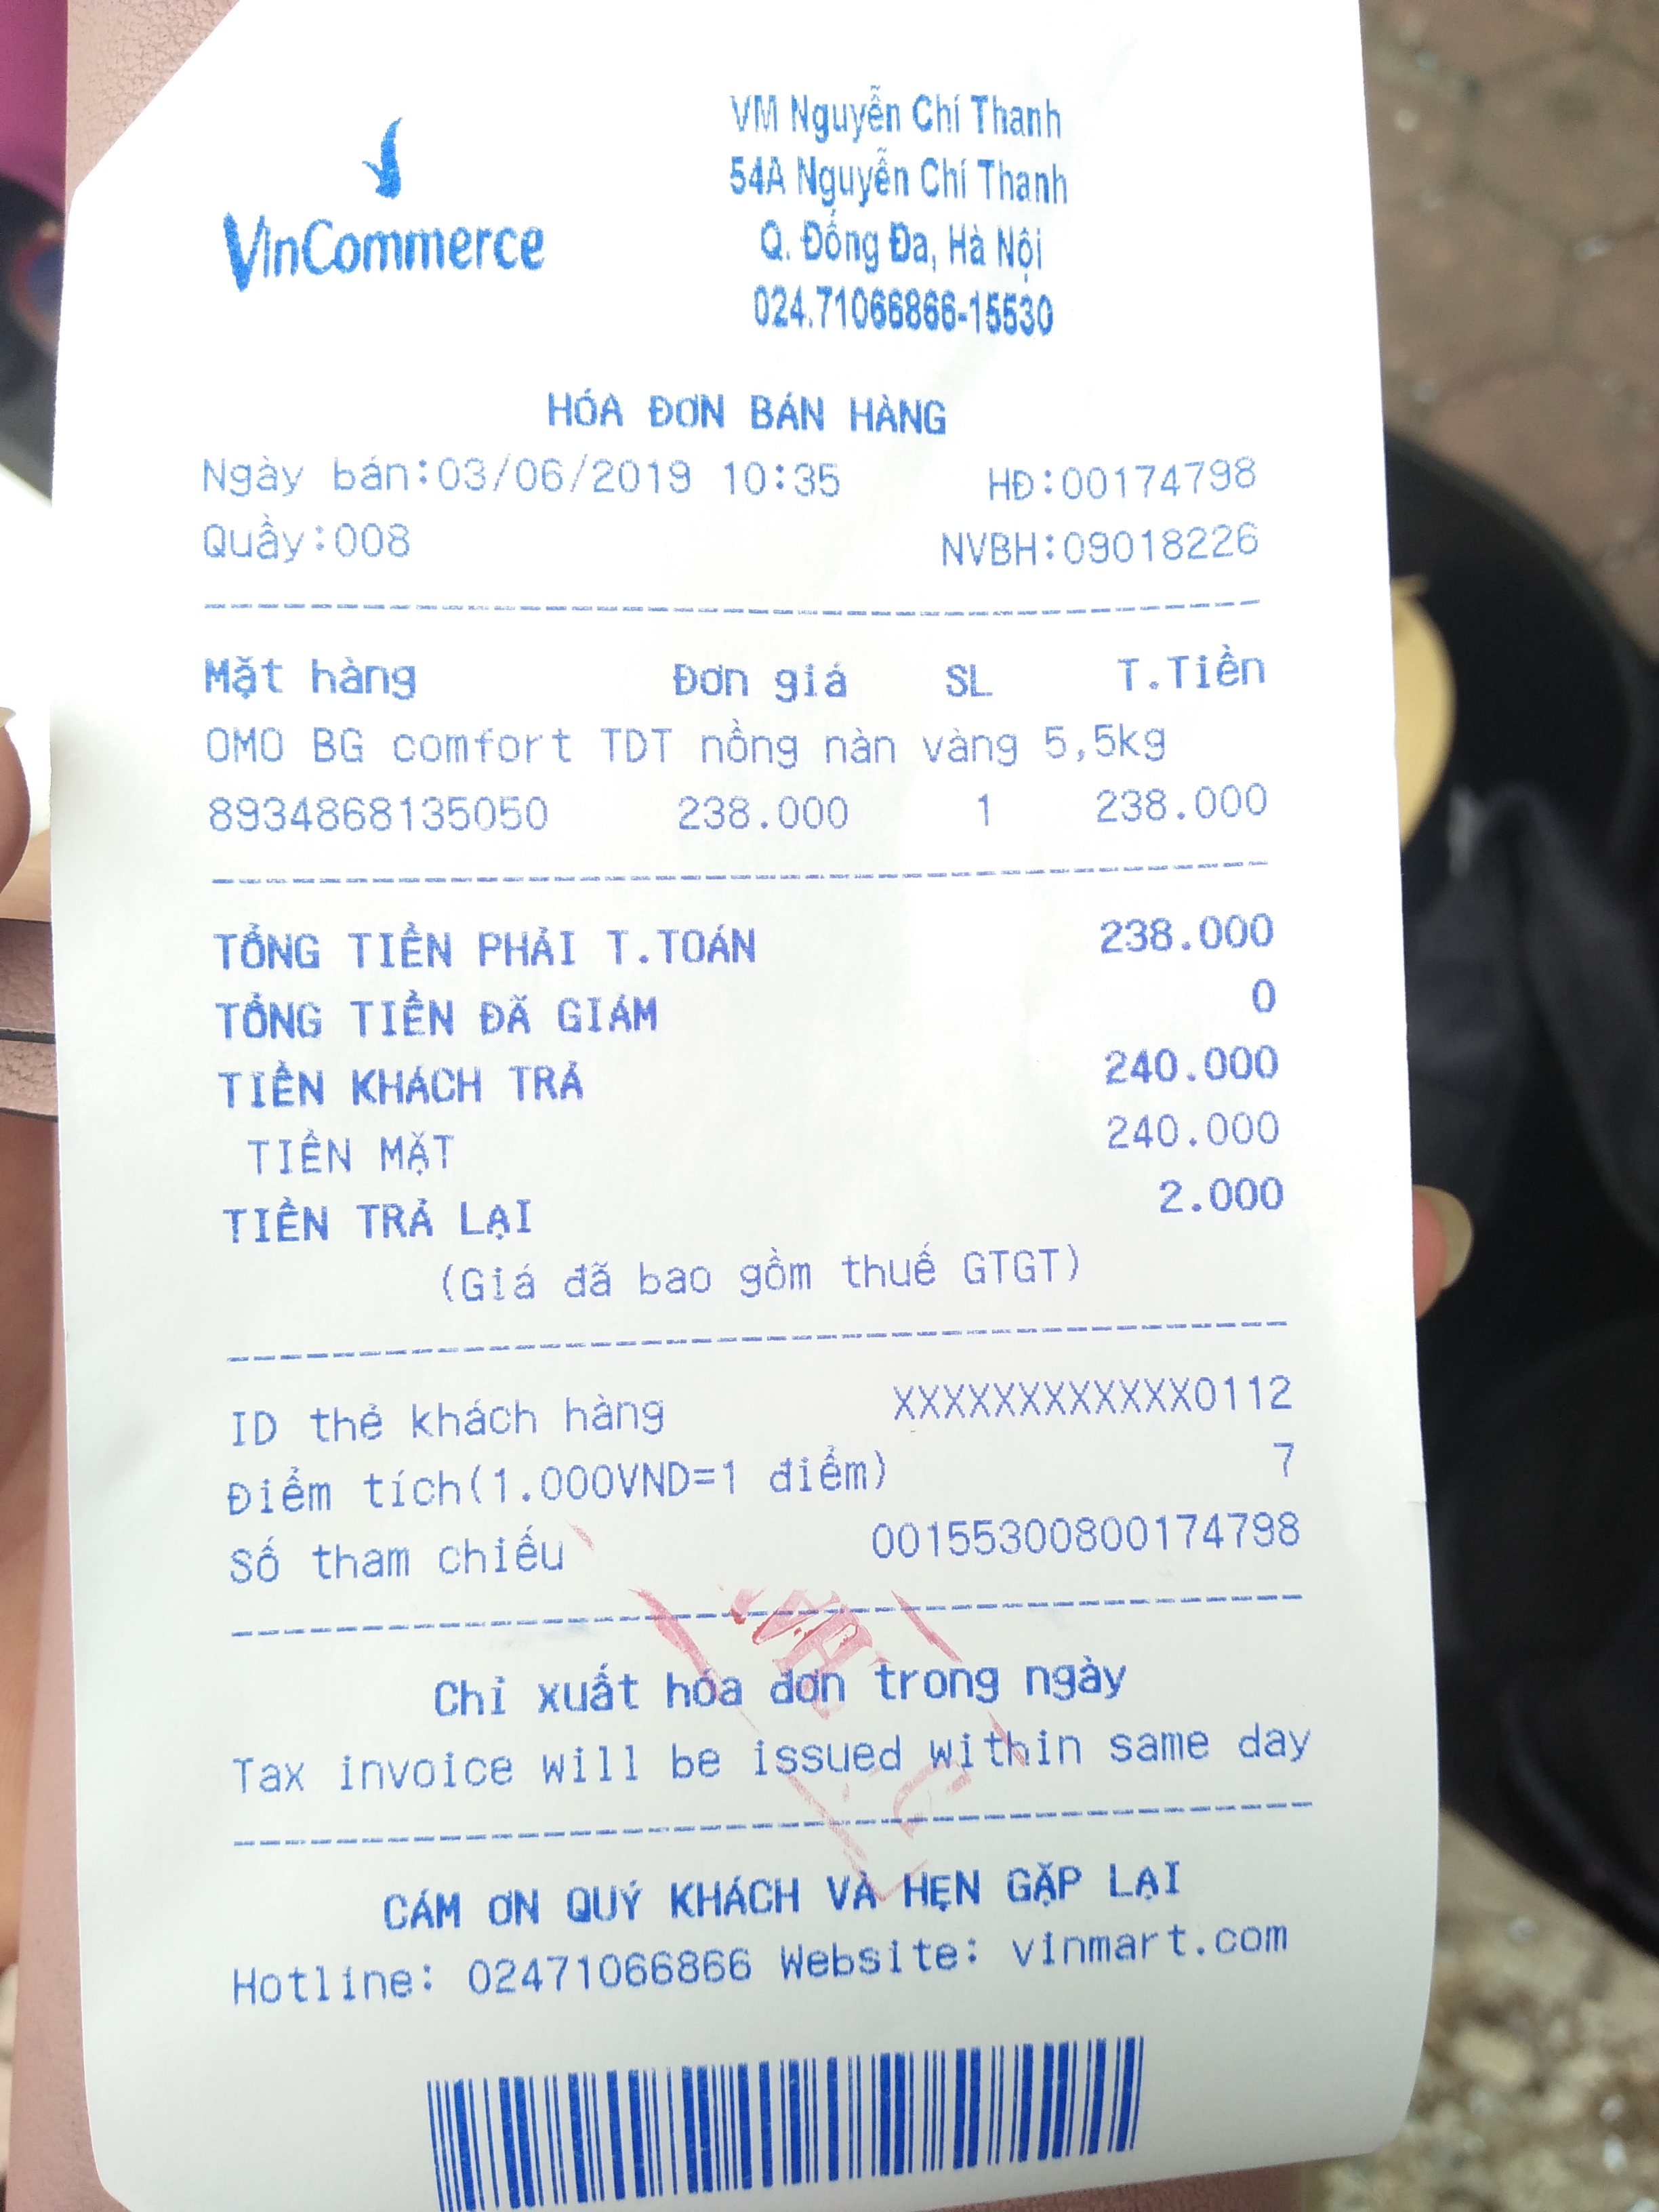 VinCommerce
VM Nguyễn Chí Thanh
54A Nguyễn Chí Thanh
Q. Đống Đa, Hà Nội
024.71066866-15530
HÓA ĐƠN BÁN HÀNG
Ngày bán:03/06/2019 10:35 HĐ:00174798
Quầy:008 NVBH:09018226
Mặt hàng Đơn giá SL T.Tiền
OMO BG comfort TDT nồng nàn vàng 5,5kg
8934868135050 238.000 1 238.000
TỔNG TIỀN PHẢI T.TOÁN 238.000
TỔNG TIỀN ĐÃ GIẢM 0
TIỀN KHÁCH TRẢ 240.000
TIỀN MẶT 240.000
TIỀN TRẢ LẠI 2.000
(Giá đã bao gồm thuế GTGT)
ID thẻ khách hàng XXXXXXXXXXXX0112
Điểm tích(1.000VND=1 điểm) 7
Số tham chiếu 00155300800174798
Chỉ xuất hóa đơn trong ngày
Tax invoice will be issued within same day
CÁM ƠN QUÝ KHÁCH VÀ HẸN GẶP LẠI
Hotline: 02471066866 Website: vinmart.com